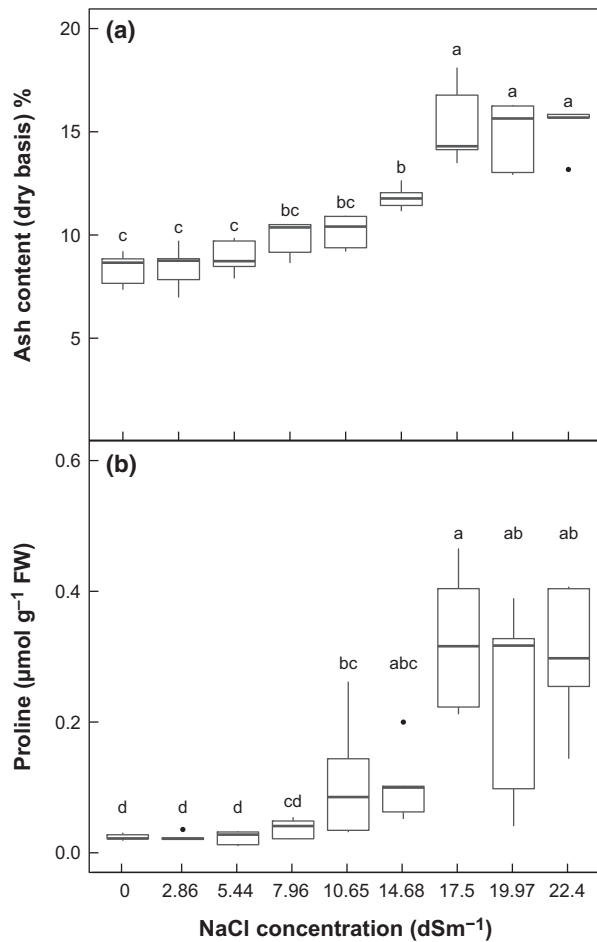 (a)
Ash content (dry basis) %
20
15
10
5
c c c bc bc b a a a
(b)
Proline (µmol g⁻¹ FW)
0.6
0.4
0.2
0.0
d d d cd bc abc a ab ab
0 2.86 5.44 7.96 10.65 14.68 17.5 19.97 22.4
NaCl concentration (dSm⁻¹)